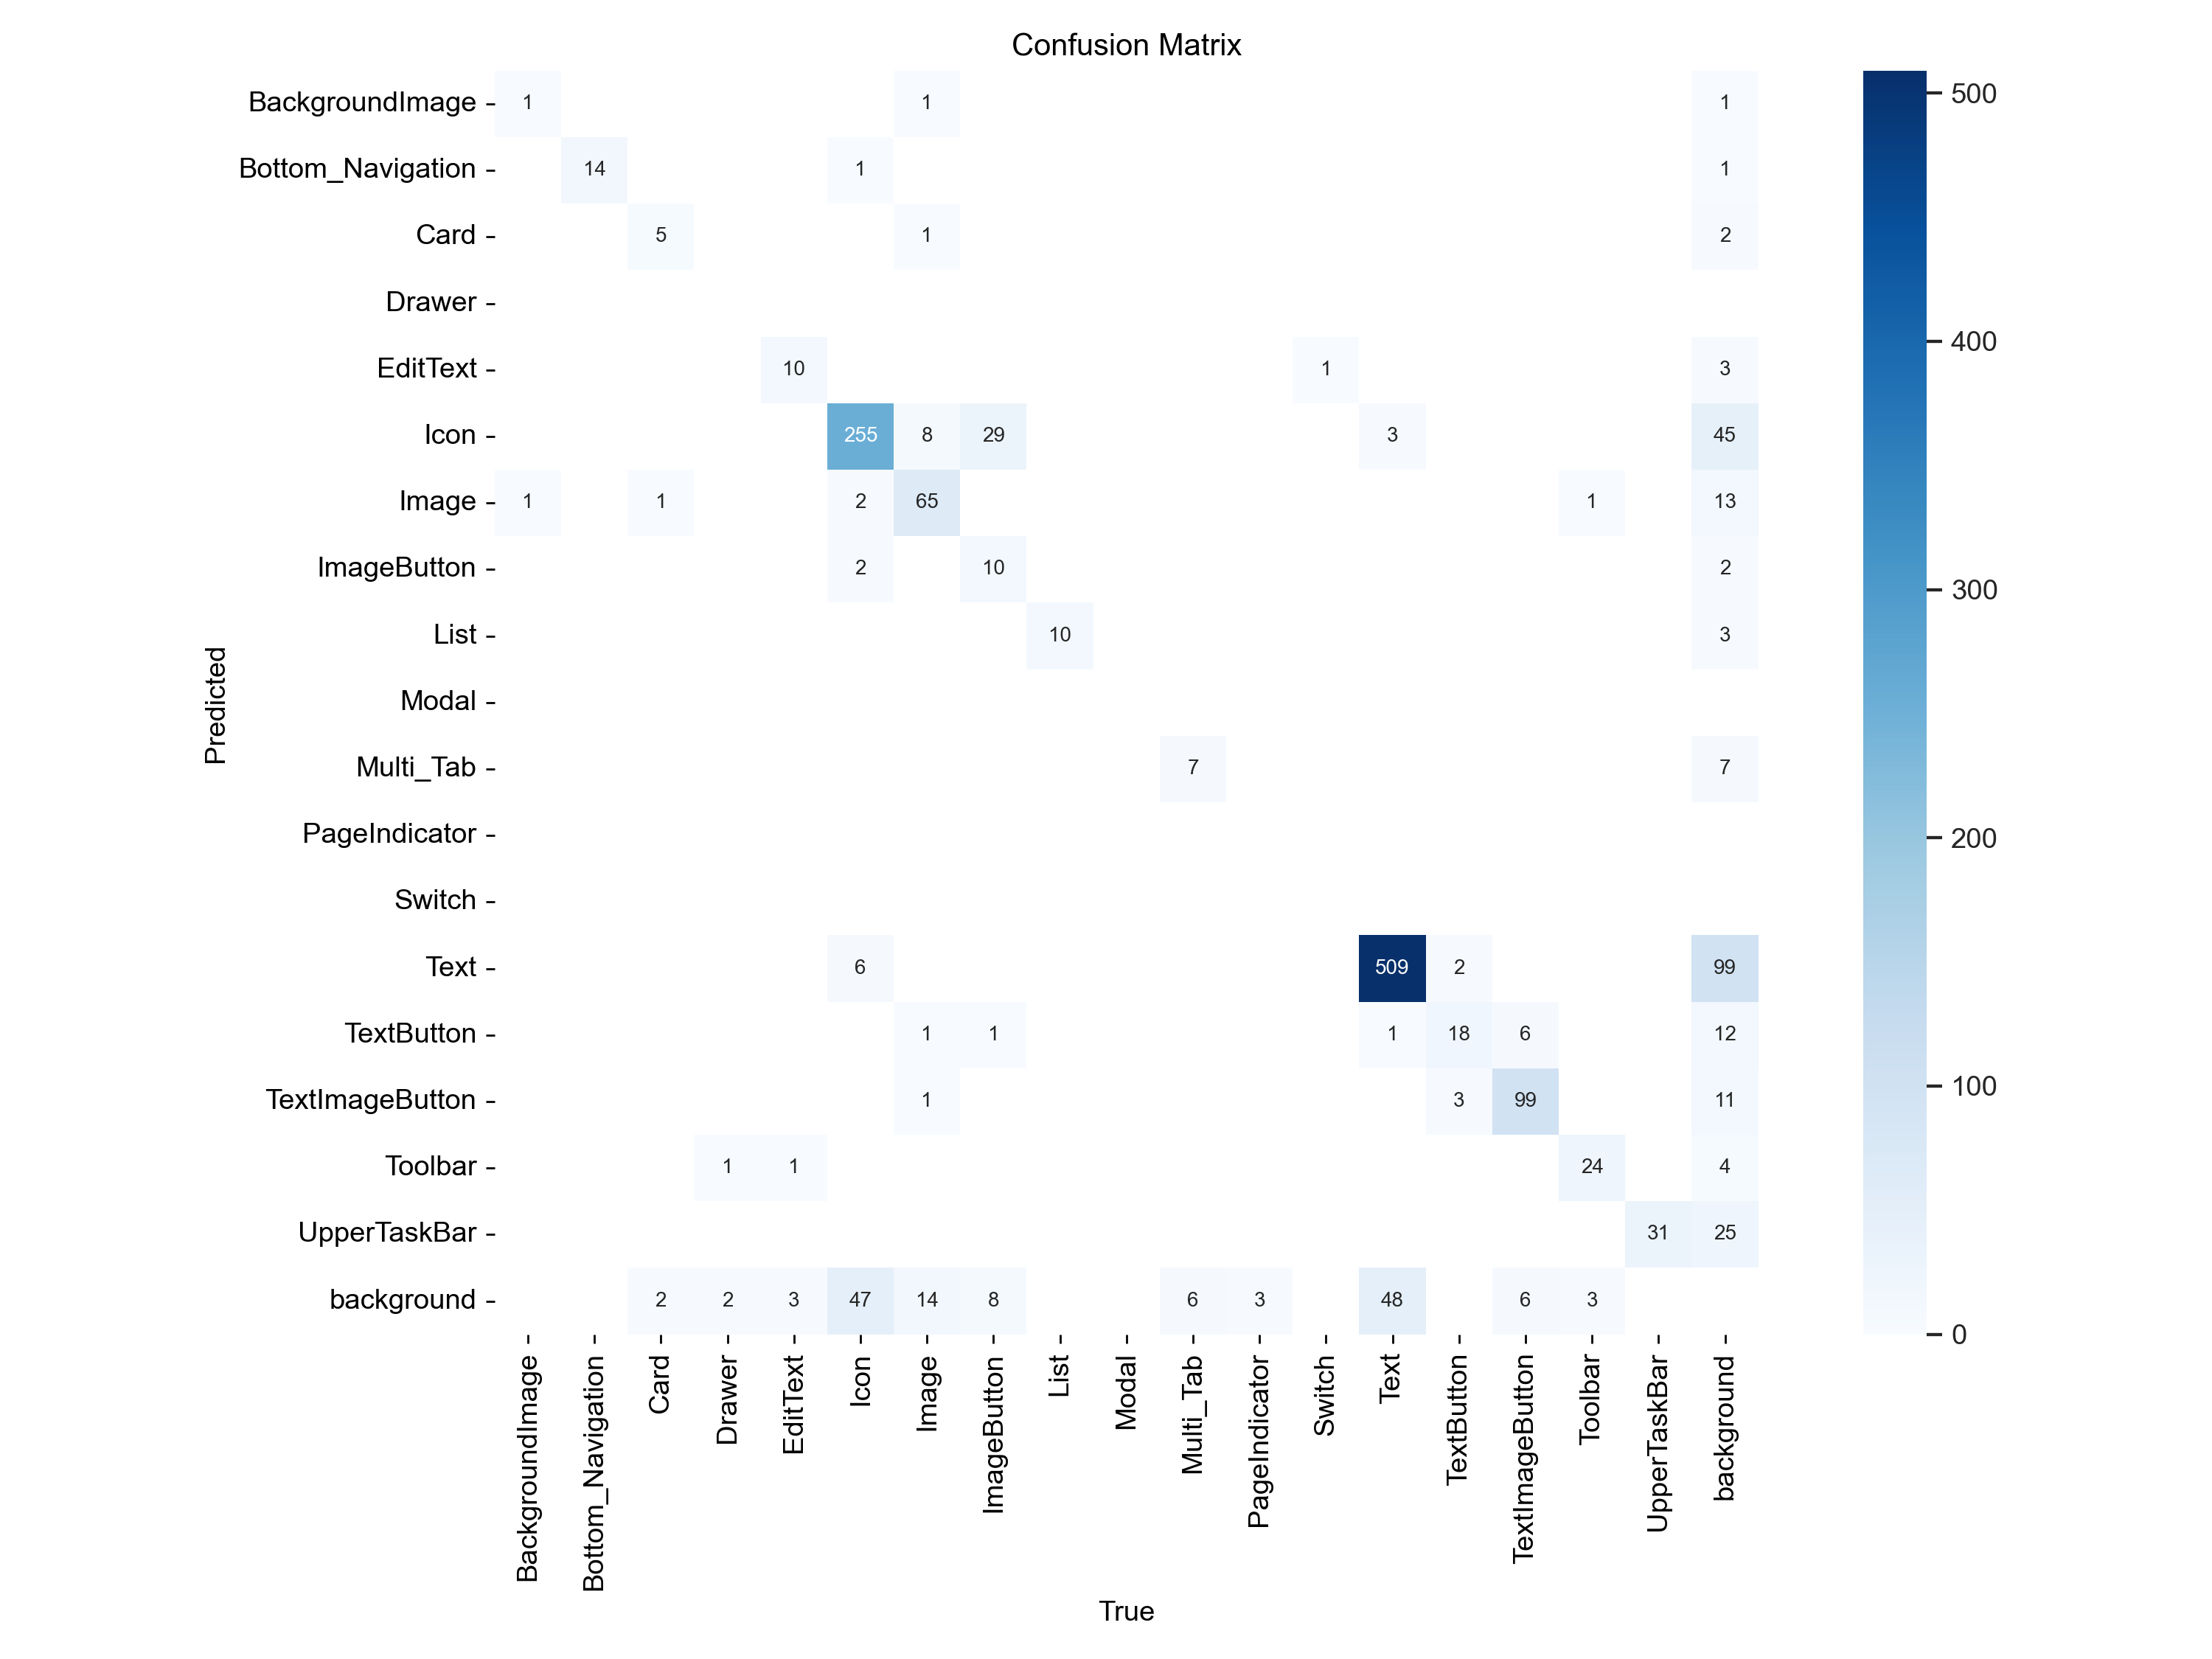 Confusion Matrix
BackgroundImage 1 1 1
Bottom_Navigation 14 1 1
Card 5 1 2
Drawer
EditText 10 1 3
Icon 255 8 29 3 45
Image 1 1 2 65 1 13
ImageButton 2 10 2
List 10 3
Modal
Multi_Tab 7 7
PageIndicator
Switch
Text 6 509 2 99
TextButton 1 1 1 18 6 12
TextImageButton 1 3 99 11
Toolbar 1 1 24 4
UpperTaskBar 31 25
background 2 2 3 47 14 8 6 3 48 6 3
Predicted
BackgroundImage
Bottom_Navigation
Card
Drawer
EditText
Icon
Image
ImageButton
List
Modal
Multi_Tab
PageIndicator
Switch
Text
TextButton
TextImageButton
Toolbar
UpperTaskBar
background
True
500
400
300
200
100
0